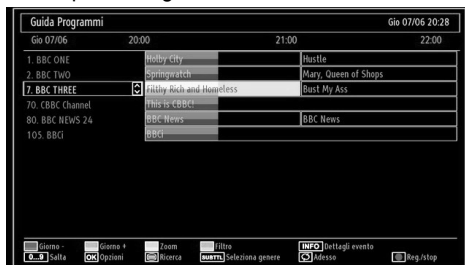 Guida Programmi Gio 07/06 20:28
Gio 07/06 20:00 21:00 22:00
1. BBC ONE Holby City Hustle
2. BBC TWO Springwatch Mary, Queen of Shops
7. BBC THREE Filthy Rich and Homeless Bust My Ass
70. CBBC Channel This is CBBC!
80. BBC NEWS 24 BBC News BBC News
105. BBCi BBCi
Giorno - Giorno + Zoom Filtro INFO Dettagli evento
0...9 Salta OK Opzioni Ricerca SUBTTL Seleziona genere Adesso Reg./stop